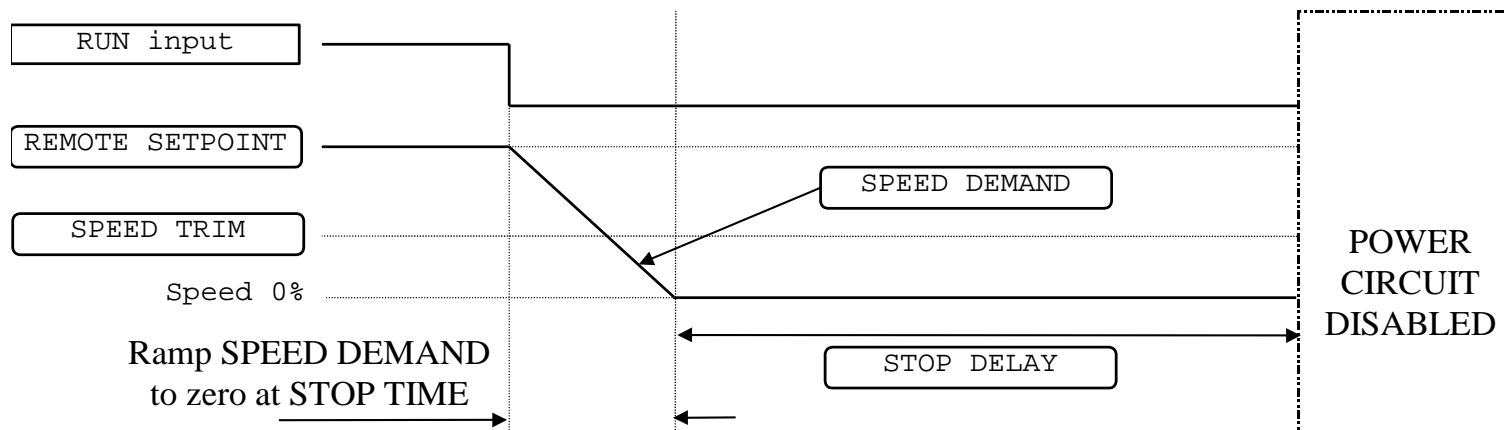 RUN input
REMOTE SETPOINT
SPEED DEMAND
SPEED TRIM
Speed 0%
POWER
CIRCUIT
DISABLED
Ramp SPEED DEMAND
to zero at STOP TIME
STOP DELAY